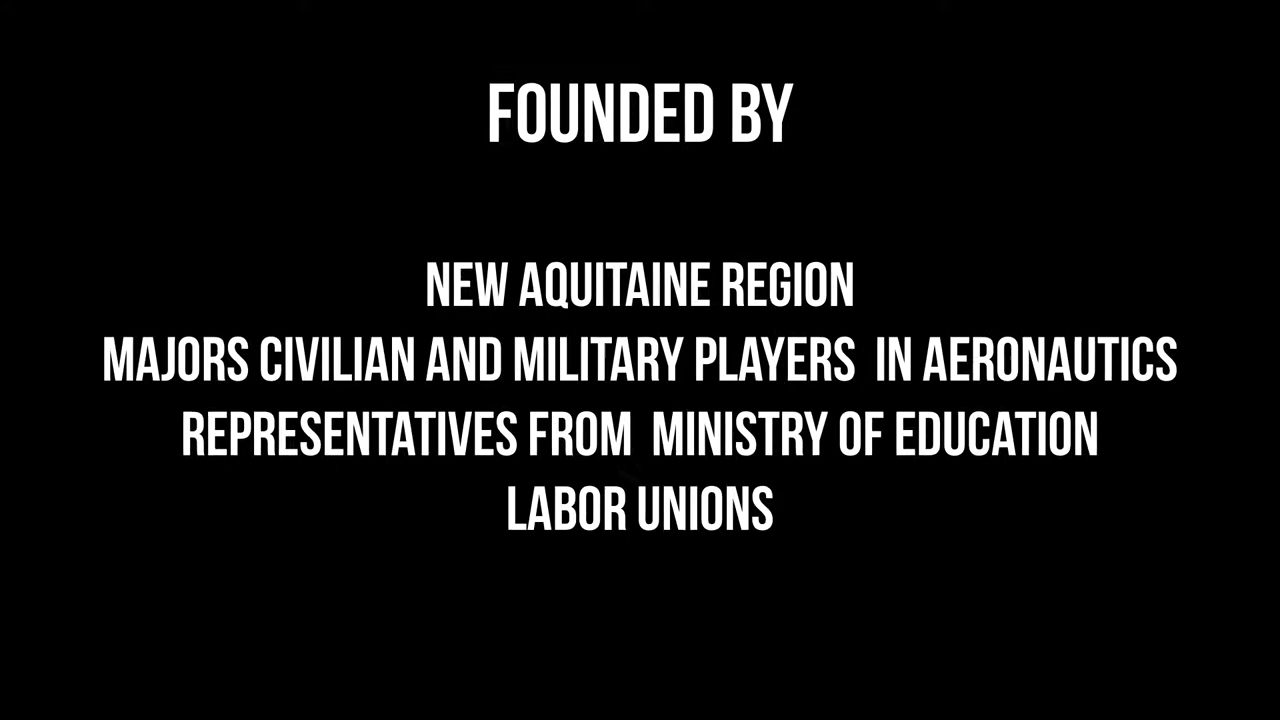 FOUNDED BY
NEW AQUITAINE REGION
MAJORS CIVILIAN AND MILITARY PLAYERS IN AERONAUTICS
REPRESENTATIVES FROM MINISTRY OF EDUCATION
LABOR UNIONS